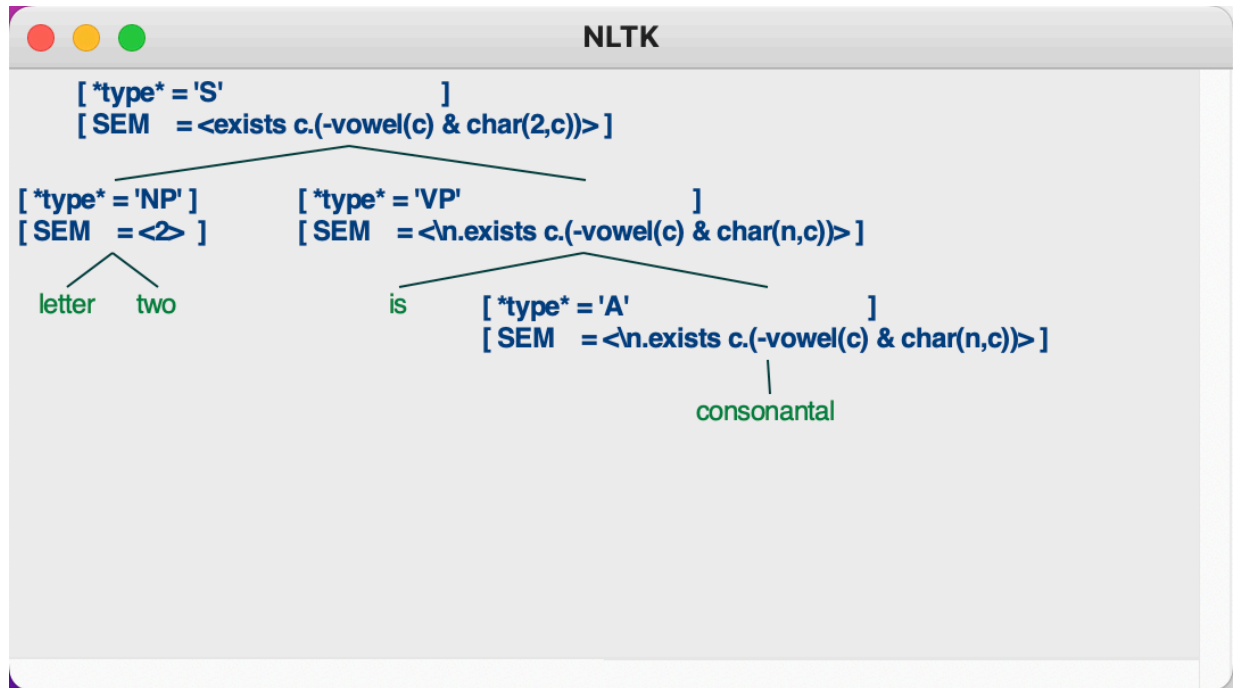 NLTK
[ *type* = 'S' ]
[ SEM = <exists c.(-vowel(c) & char(2,c))> ]
[ *type* = 'NP' ] [ *type* = 'VP' ]
[ SEM = <2> ] [ SEM = <\n.exists c.(-vowel(c) & char(n,c))> ]
letter two is [ *type* = 'A' ]
[ SEM = <\n.exists c.(-vowel(c) & char(n,c))> ]
consonantal